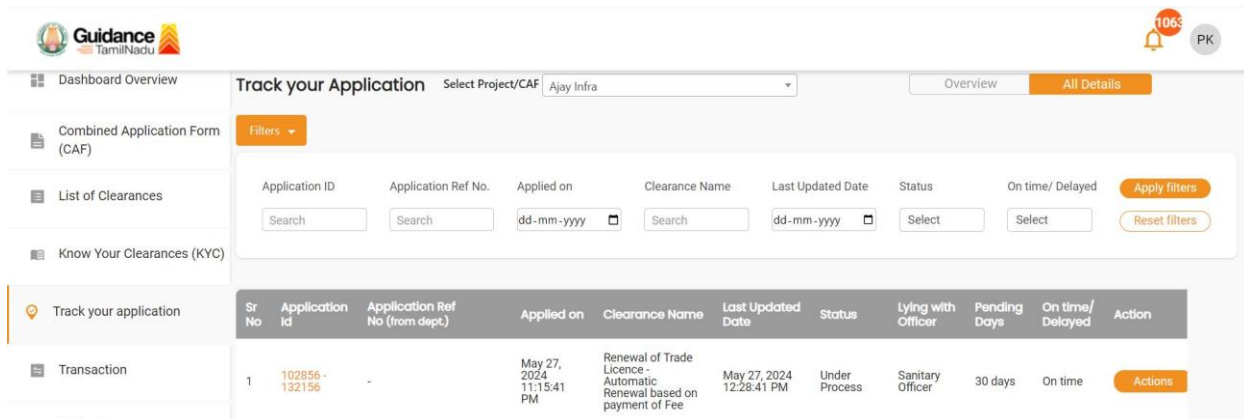 Guidance
TamilNadu
1063
PK
Dashboard Overview
Combined Application Form
(CAF)
List of Clearances
Know Your Clearances (KYC)
Track your application
Transaction
Track your Application Select Project/CAF Ajay Infra Overview All Details
Filters
Application ID Application Ref No. Applied on Clearance Name Last Updated Date Status On time/ Delayed Apply filters
Search Search dd-mm-yyyy Search dd-mm-yyyy Select Select Reset filters
Sr No Application Id Application Ref No (from dept.) Applied on Clearance Name Last Updated Date Status Lying with Officer Pending Days On time/ Delayed Action
1
102856 -
132156
-
May 27,
2024
11:15:41
PM
Renewal of Trade
Licence -
Automatic
Renewal based on
payment of Fee
May 27, 2024
12:28:41 PM
Under
Process
Sanitary
Officer
30 days
On time
Actions